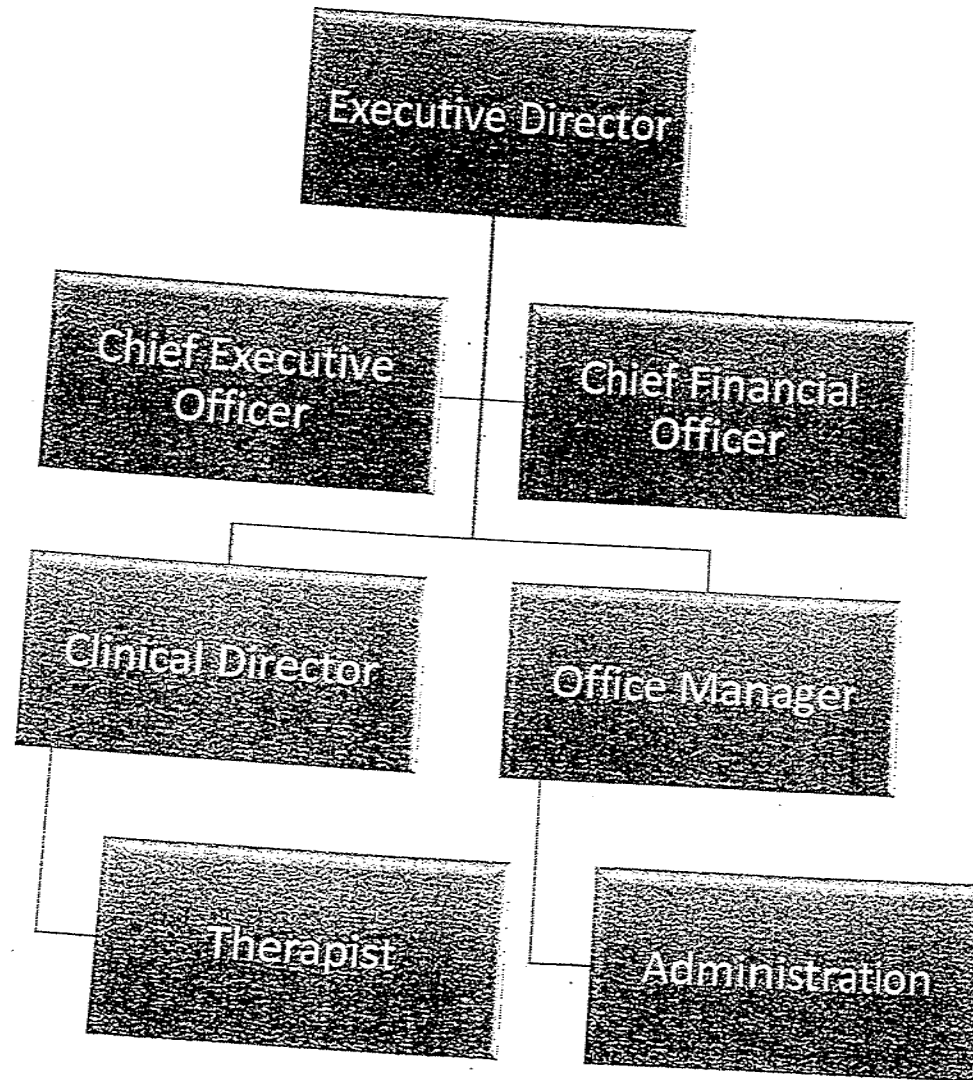 Executive Director
Chief Executive
Officer
Chief Financial
Officer
Clinical Director
Office Manager
Therapist
Administration